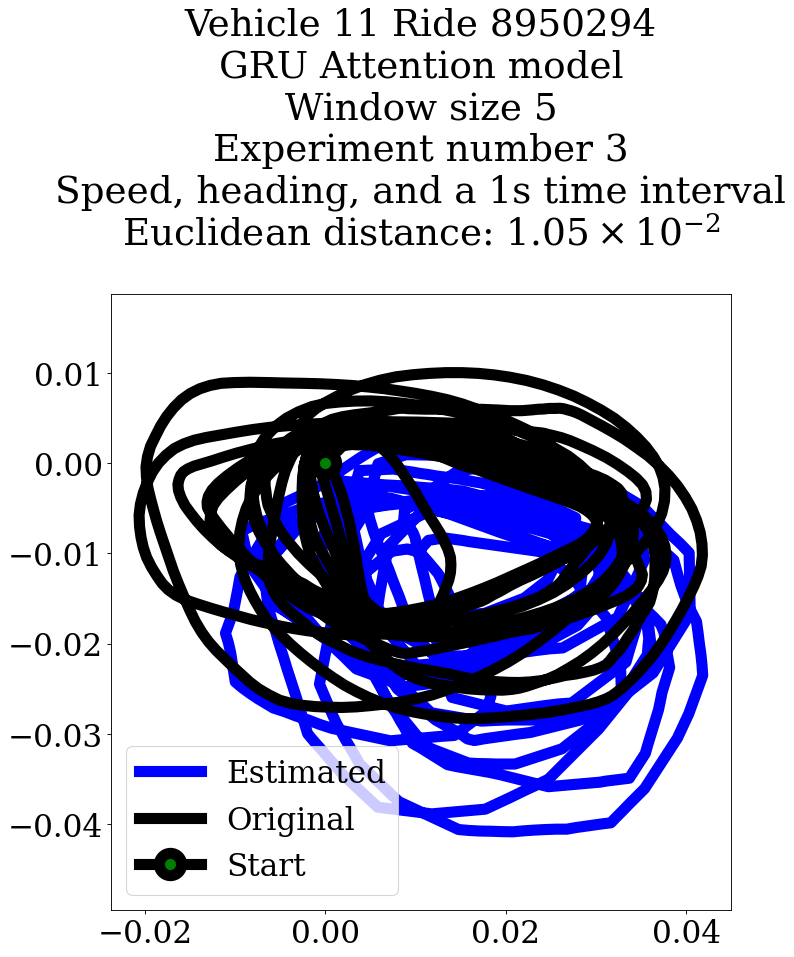 Vehicle 11 Ride 8950294
GRU Attention model
Window size 5
Experiment number 3
Speed, heading, and a 1s time interval
Euclidean distance: 1.05 × 10⁻²
0.01
0.00
−0.01
−0.02
−0.03
−0.04
Estimated
Original
Start
−0.02 0.00 0.02 0.04